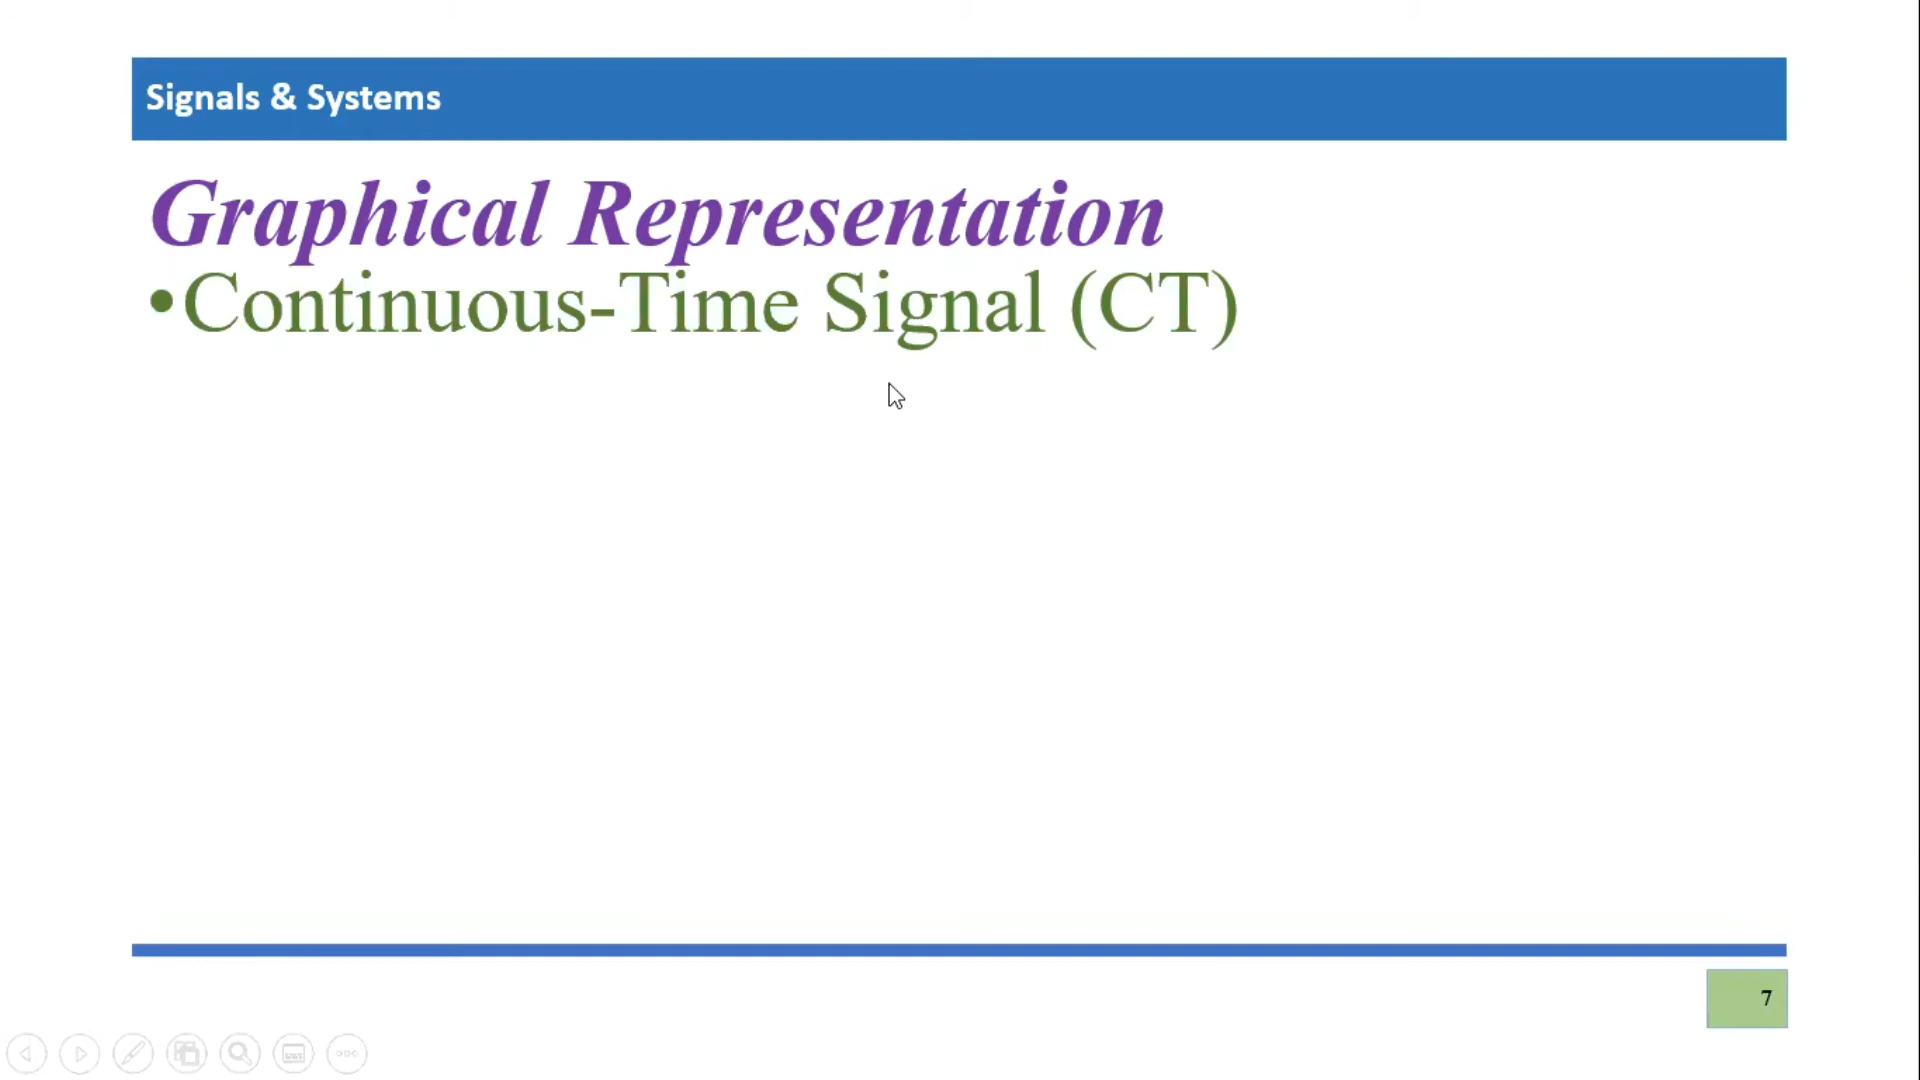 Signals & Systems
Graphical Representation
•Continuous-Time Signal (CT)
7